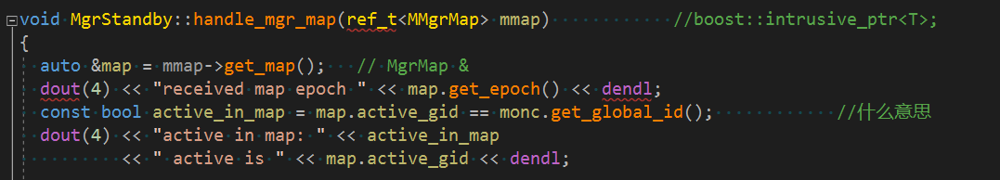 void MgrStandby::handle_mgr_map(ref_t<MMgrMap> mmap) //boost::intrusive_ptr<T>;
{
auto &map = mmap->get_map(); // MgrMap &
dout(4) << "received map epoch " << map.get_epoch() << dendl;
const bool active_in_map = map.active_gid == monc.get_global_id(); //什么意思
dout(4) << "active in map: " << active_in_map
<< " active is " << map.active_gid << dendl;